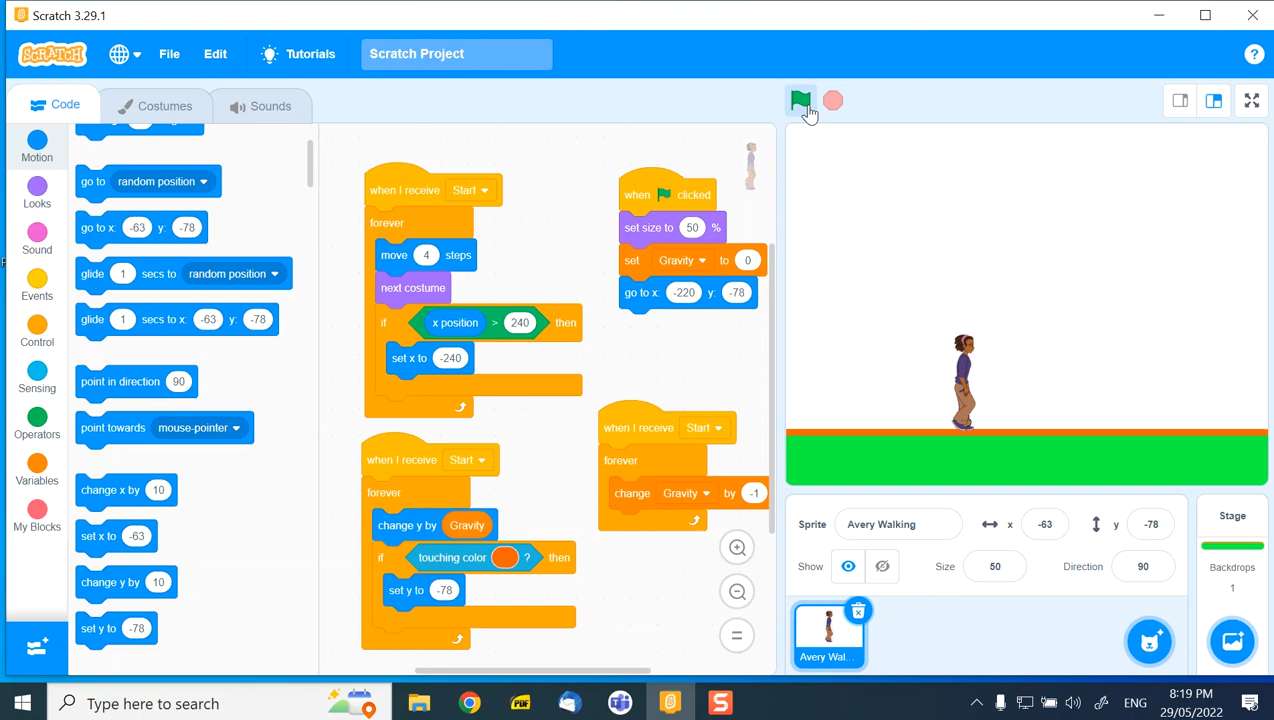 Scratch 3.29.1
SCRATCH File Edit Tutorials Scratch Project ?
Code Costumes Sounds
Motion
Looks
Sound
Events
Control
Sensing
Operators
Variables
My Blocks
go to random position
go to x: -63 y: -78
glide 1 secs to random position
glide 1 secs to x: -63 y: -78
point in direction 90
point towards mouse-pointer
change x by 10
set x to -63
change y by 10
set y to -78
when I receive Start
forever
move 4 steps
next costume
if x position > 240 then
set x to -240
when I receive Start
forever
change y by Gravity
if touching color ? then
set y to -78
when clicked
set size to 50 %
set Gravity to 0
go to x: -220 y: -78
when I receive Start
forever
change Gravity by -1
Sprite Avery Walking x -63 y -78
Show Size 50 Direction 90
Avery Wal...
Stage
Backdrops
1
Type here to search
PDF
S
ENG
8:19 PM
29/05/2022